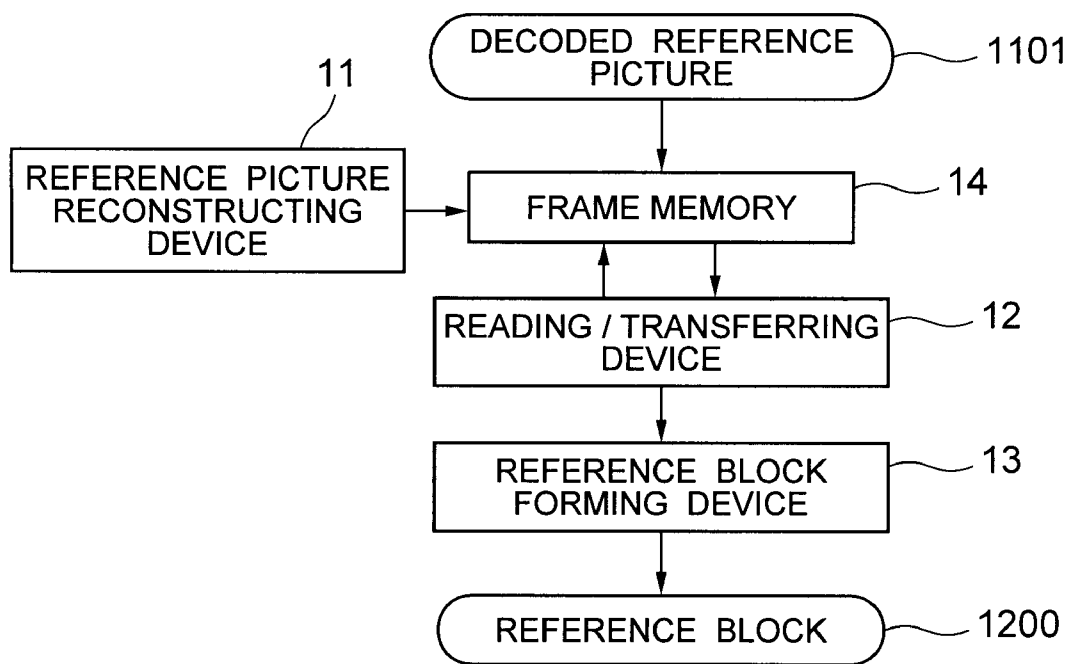 DECODED REFERENCE
PICTURE
1101
11
REFERENCE PICTURE
RECONSTRUCTING
DEVICE
FRAME MEMORY
14
READING / TRANSFERRING
DEVICE
12
REFERENCE BLOCK
FORMING DEVICE
13
REFERENCE BLOCK
1200